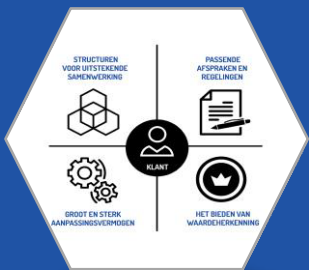 STRUCTUREN
VOOR UITSTEKENDE
SAMENWERKING
PASSENDE
AFSPRAKEN EN
REGELINGEN
KLANT
GROOT EN STERK
AANPASSINGSVERMOGEN
HET BIEDEN VAN
WAARDEHERKENNING